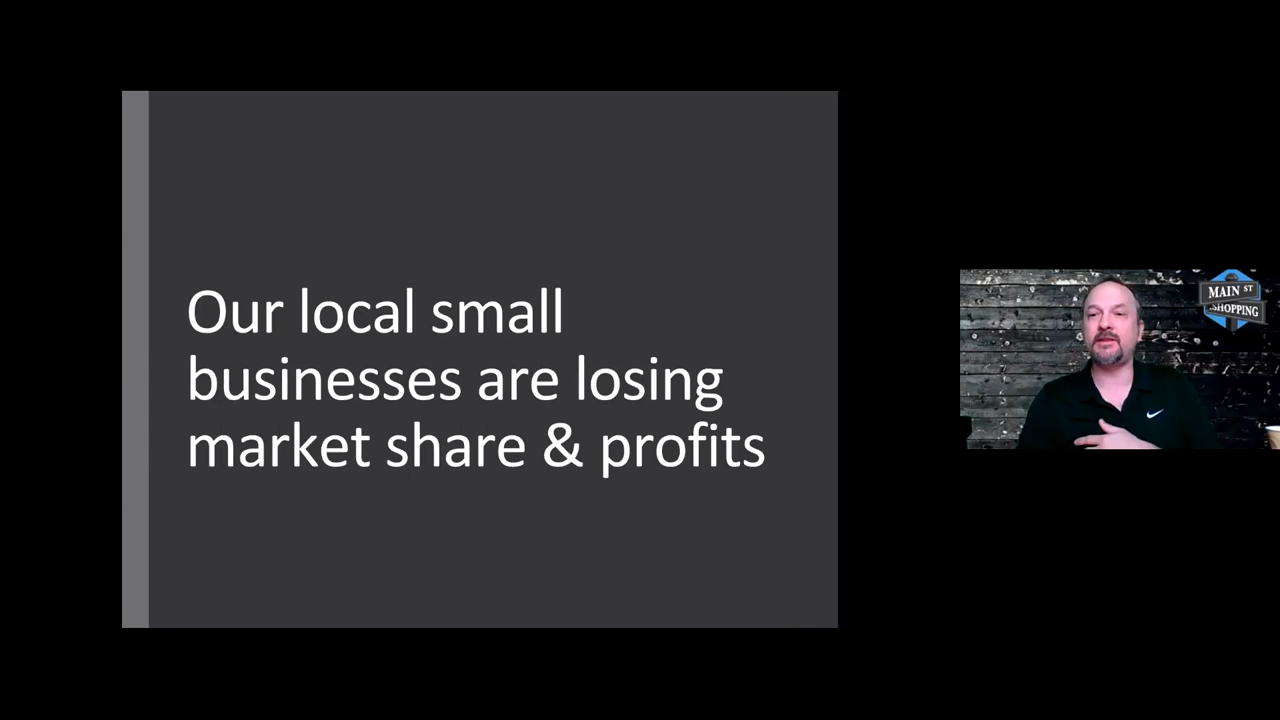 Our local small
businesses are losing
market share & profits
MAIN ST
SHOPPING